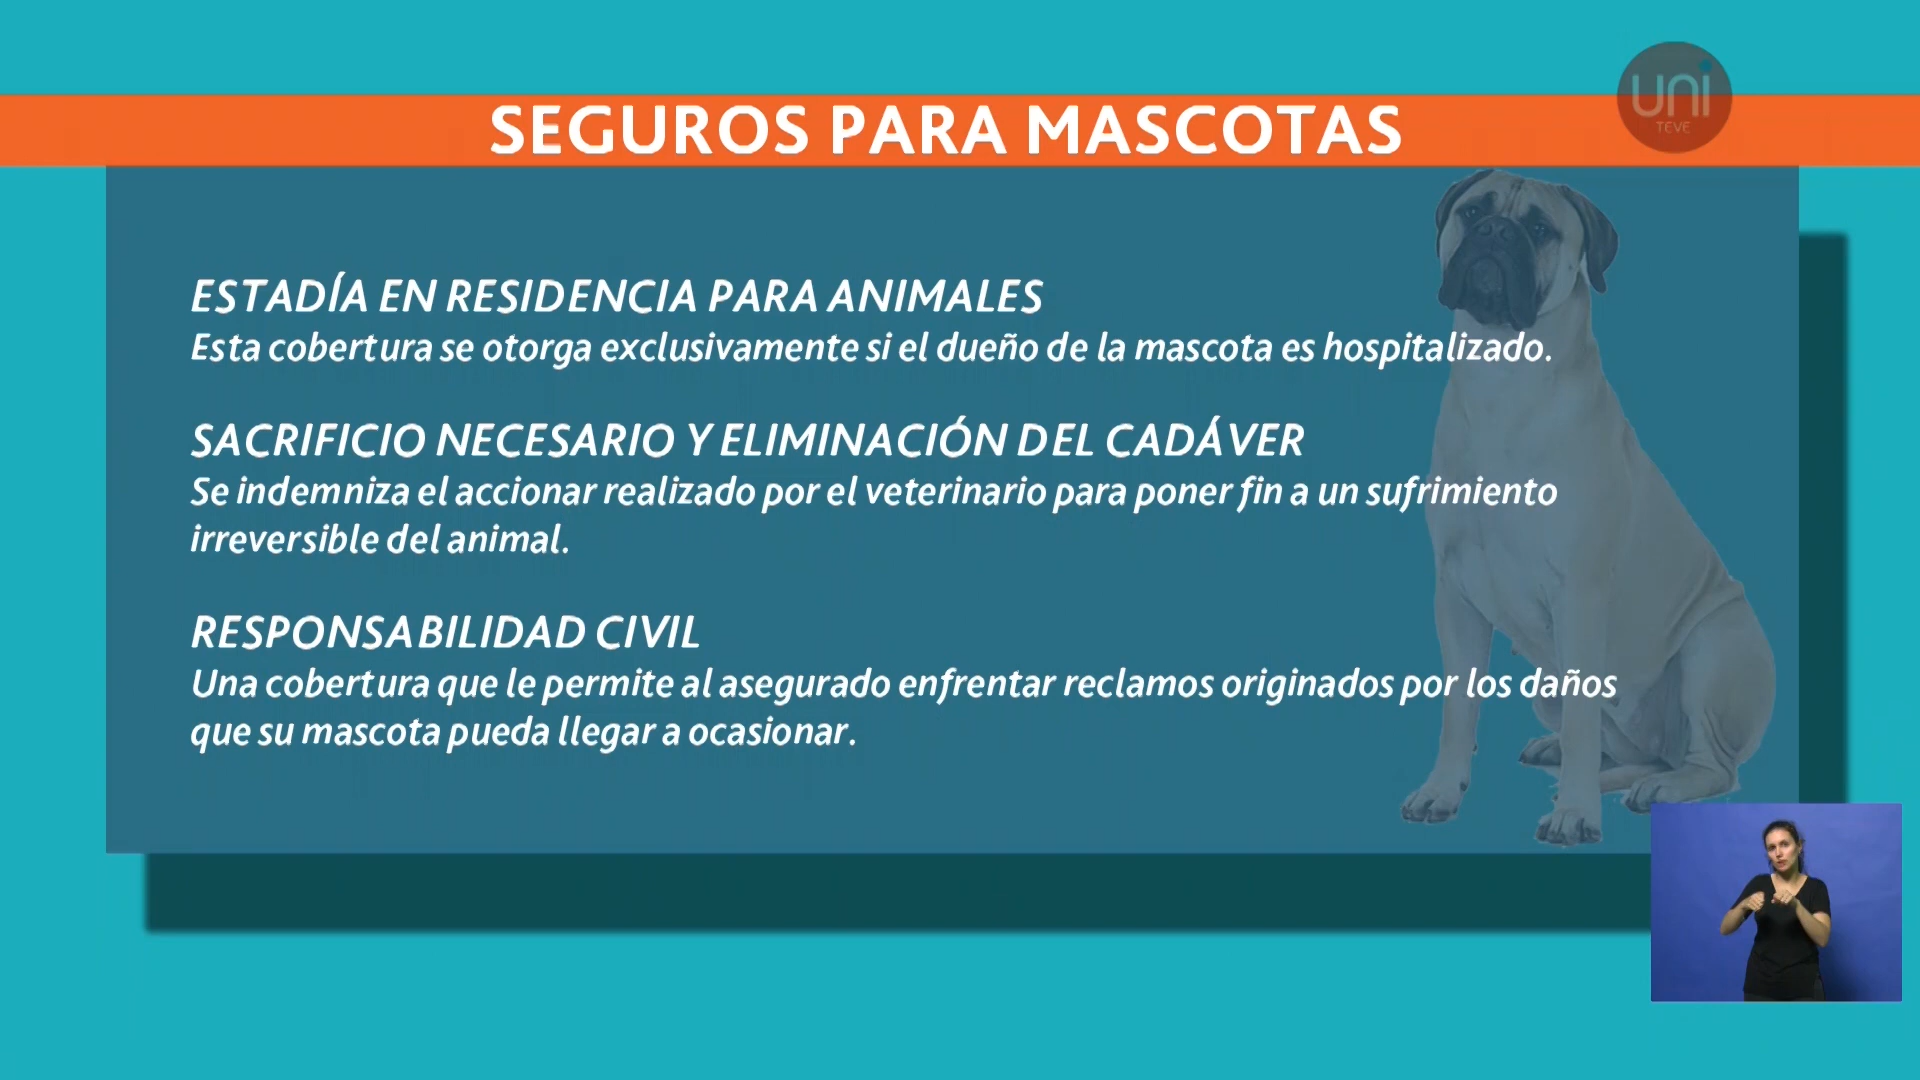 uni
TEVE
SEGUROS PARA MASCOTAS
ESTADÍA EN RESIDENCIA PARA ANIMALES
Esta cobertura se otorga exclusivamente si el dueño de la mascota es hospitalizado.
SACRIFICIO NECESARIO Y ELIMINACIÓN DEL CADÁVER
Se indemniza el accionar realizado por el veterinario para poner fin a un sufrimiento
irreversible del animal.
RESPONSABILIDAD CIVIL
Una cobertura que le permite al asegurado enfrentar reclamos originados por los daños
que su mascota pueda llegar a ocasionar.